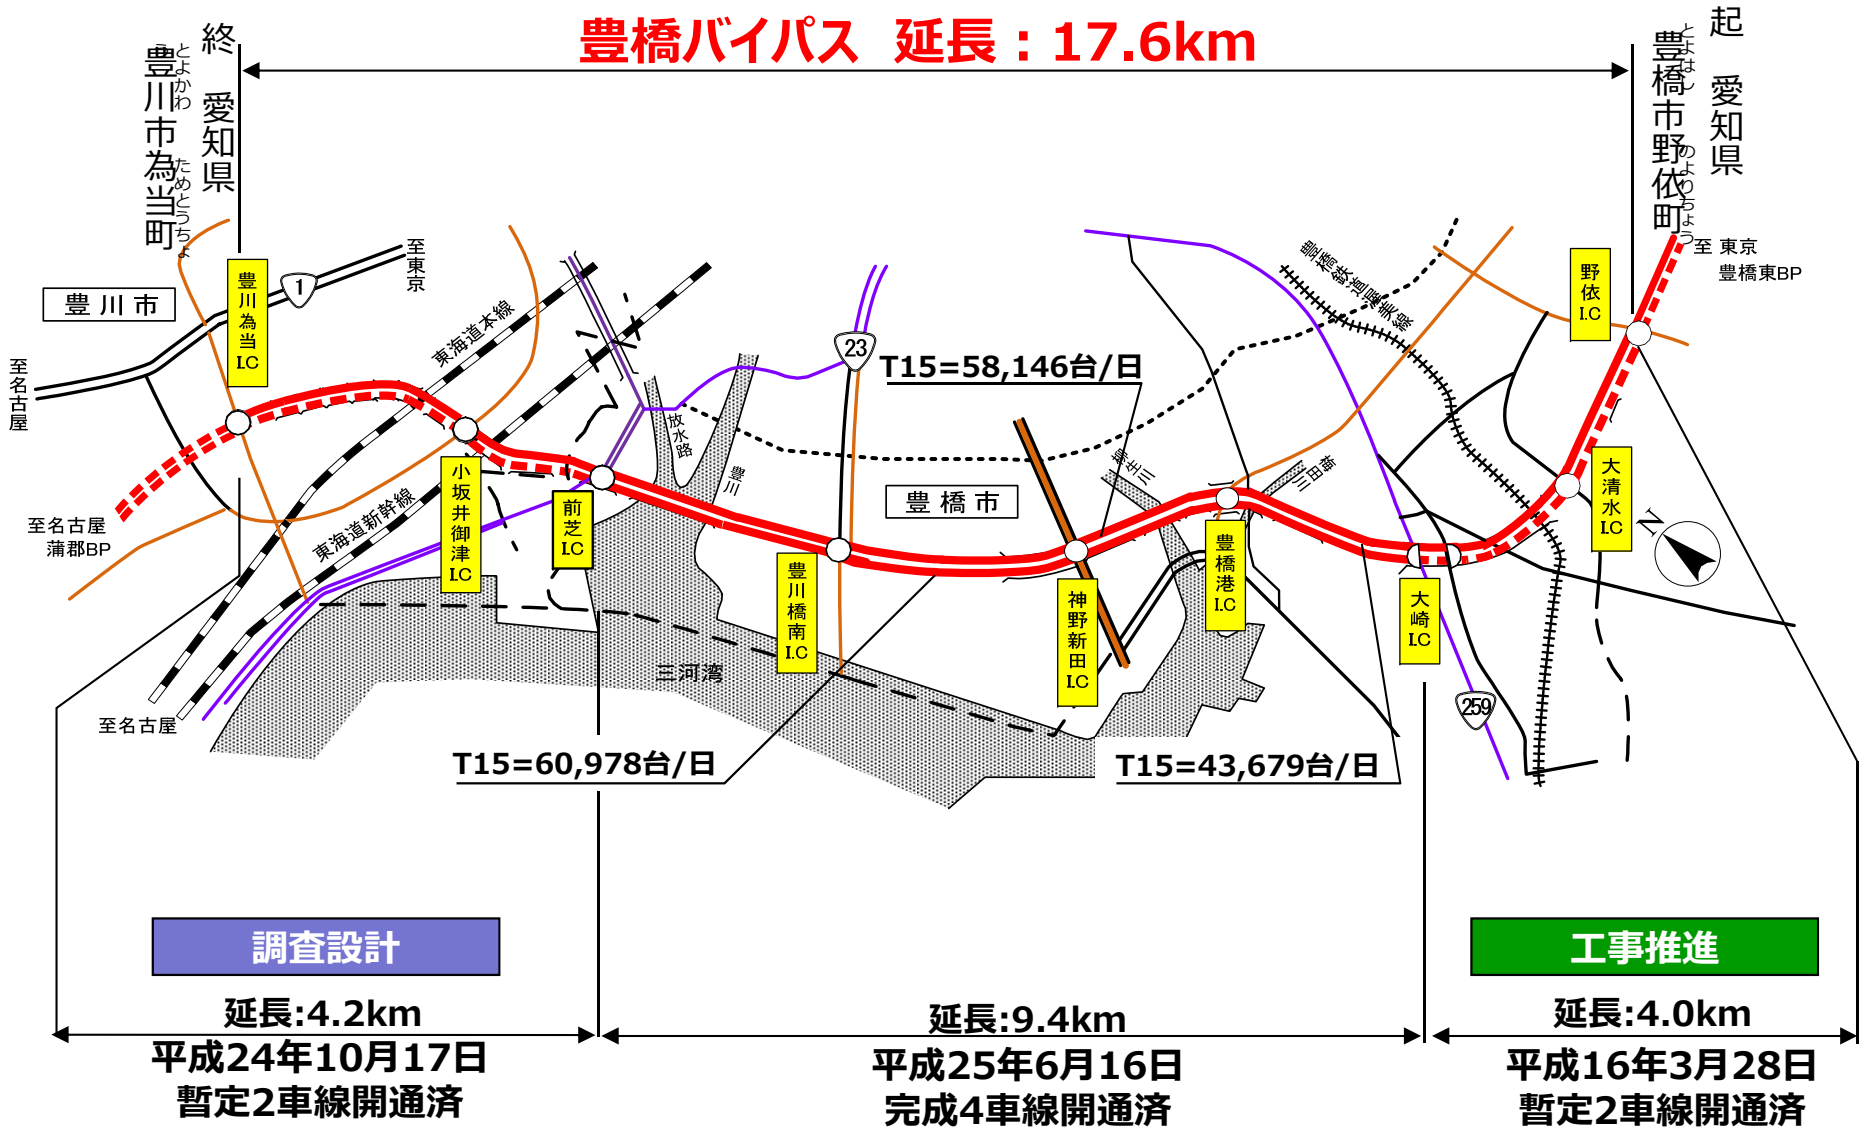 豊橋バイパス 延長：17.6km
終 愛知県
豊川市為当町
とよかわ ためとうちょう
起 愛知県
豊橋市野依町
とよはし のよりちょう
至 東京
豊橋東BP
至東京
1
豊川市
豊川為当I.C
至名古屋
東海道本線
豊橋鉄道渥美線
野依I.C
23
T15=58,146台/日
放水路
豊川
柳生川
豊橋市
大清水I.C
N
至名古屋
蒲郡BP
東海道新幹線
小坂井御津I.C
前芝I.C
豊川橋南I.C
神野新田I.C
豊橋港I.C
大崎I.C
三河湾
259
至名古屋
T15=60,978台/日
T15=43,679台/日
調査設計
工事推進
延長:4.2km
平成24年10月17日
暫定2車線開通済
延長:9.4km
平成25年6月16日
完成4車線開通済
延長:4.0km
平成16年3月28日
暫定2車線開通済